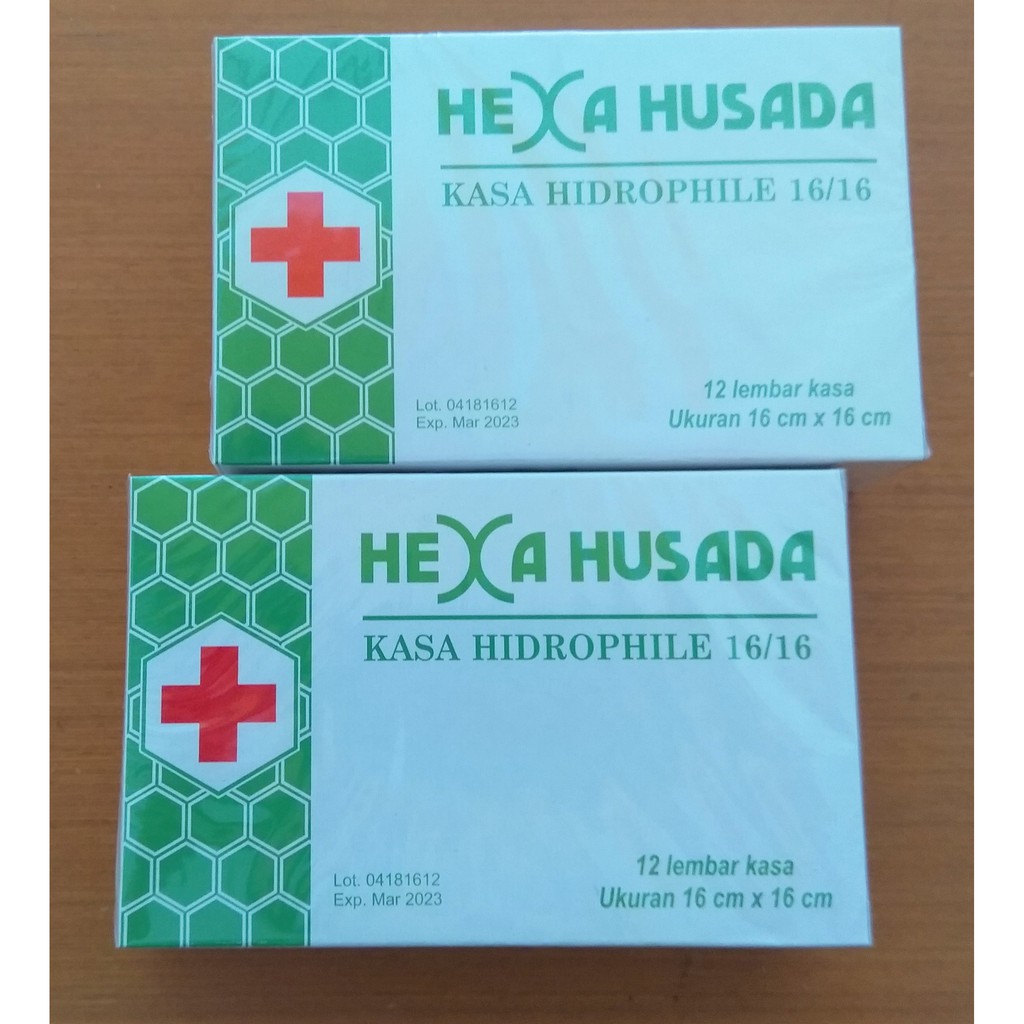 HEXA HUSADA
KASA HIDROPHILE 16/16
Lot. 04181612
Exp. Mar 2023
12 lembar kasa
Ukuran 16 cm x 16 cm
HEXA HUSADA
KASA HIDROPHILE 16/16
Lot. 04181612
Exp. Mar 2023
12 lembar kasa
Ukuran 16 cm x 16 cm